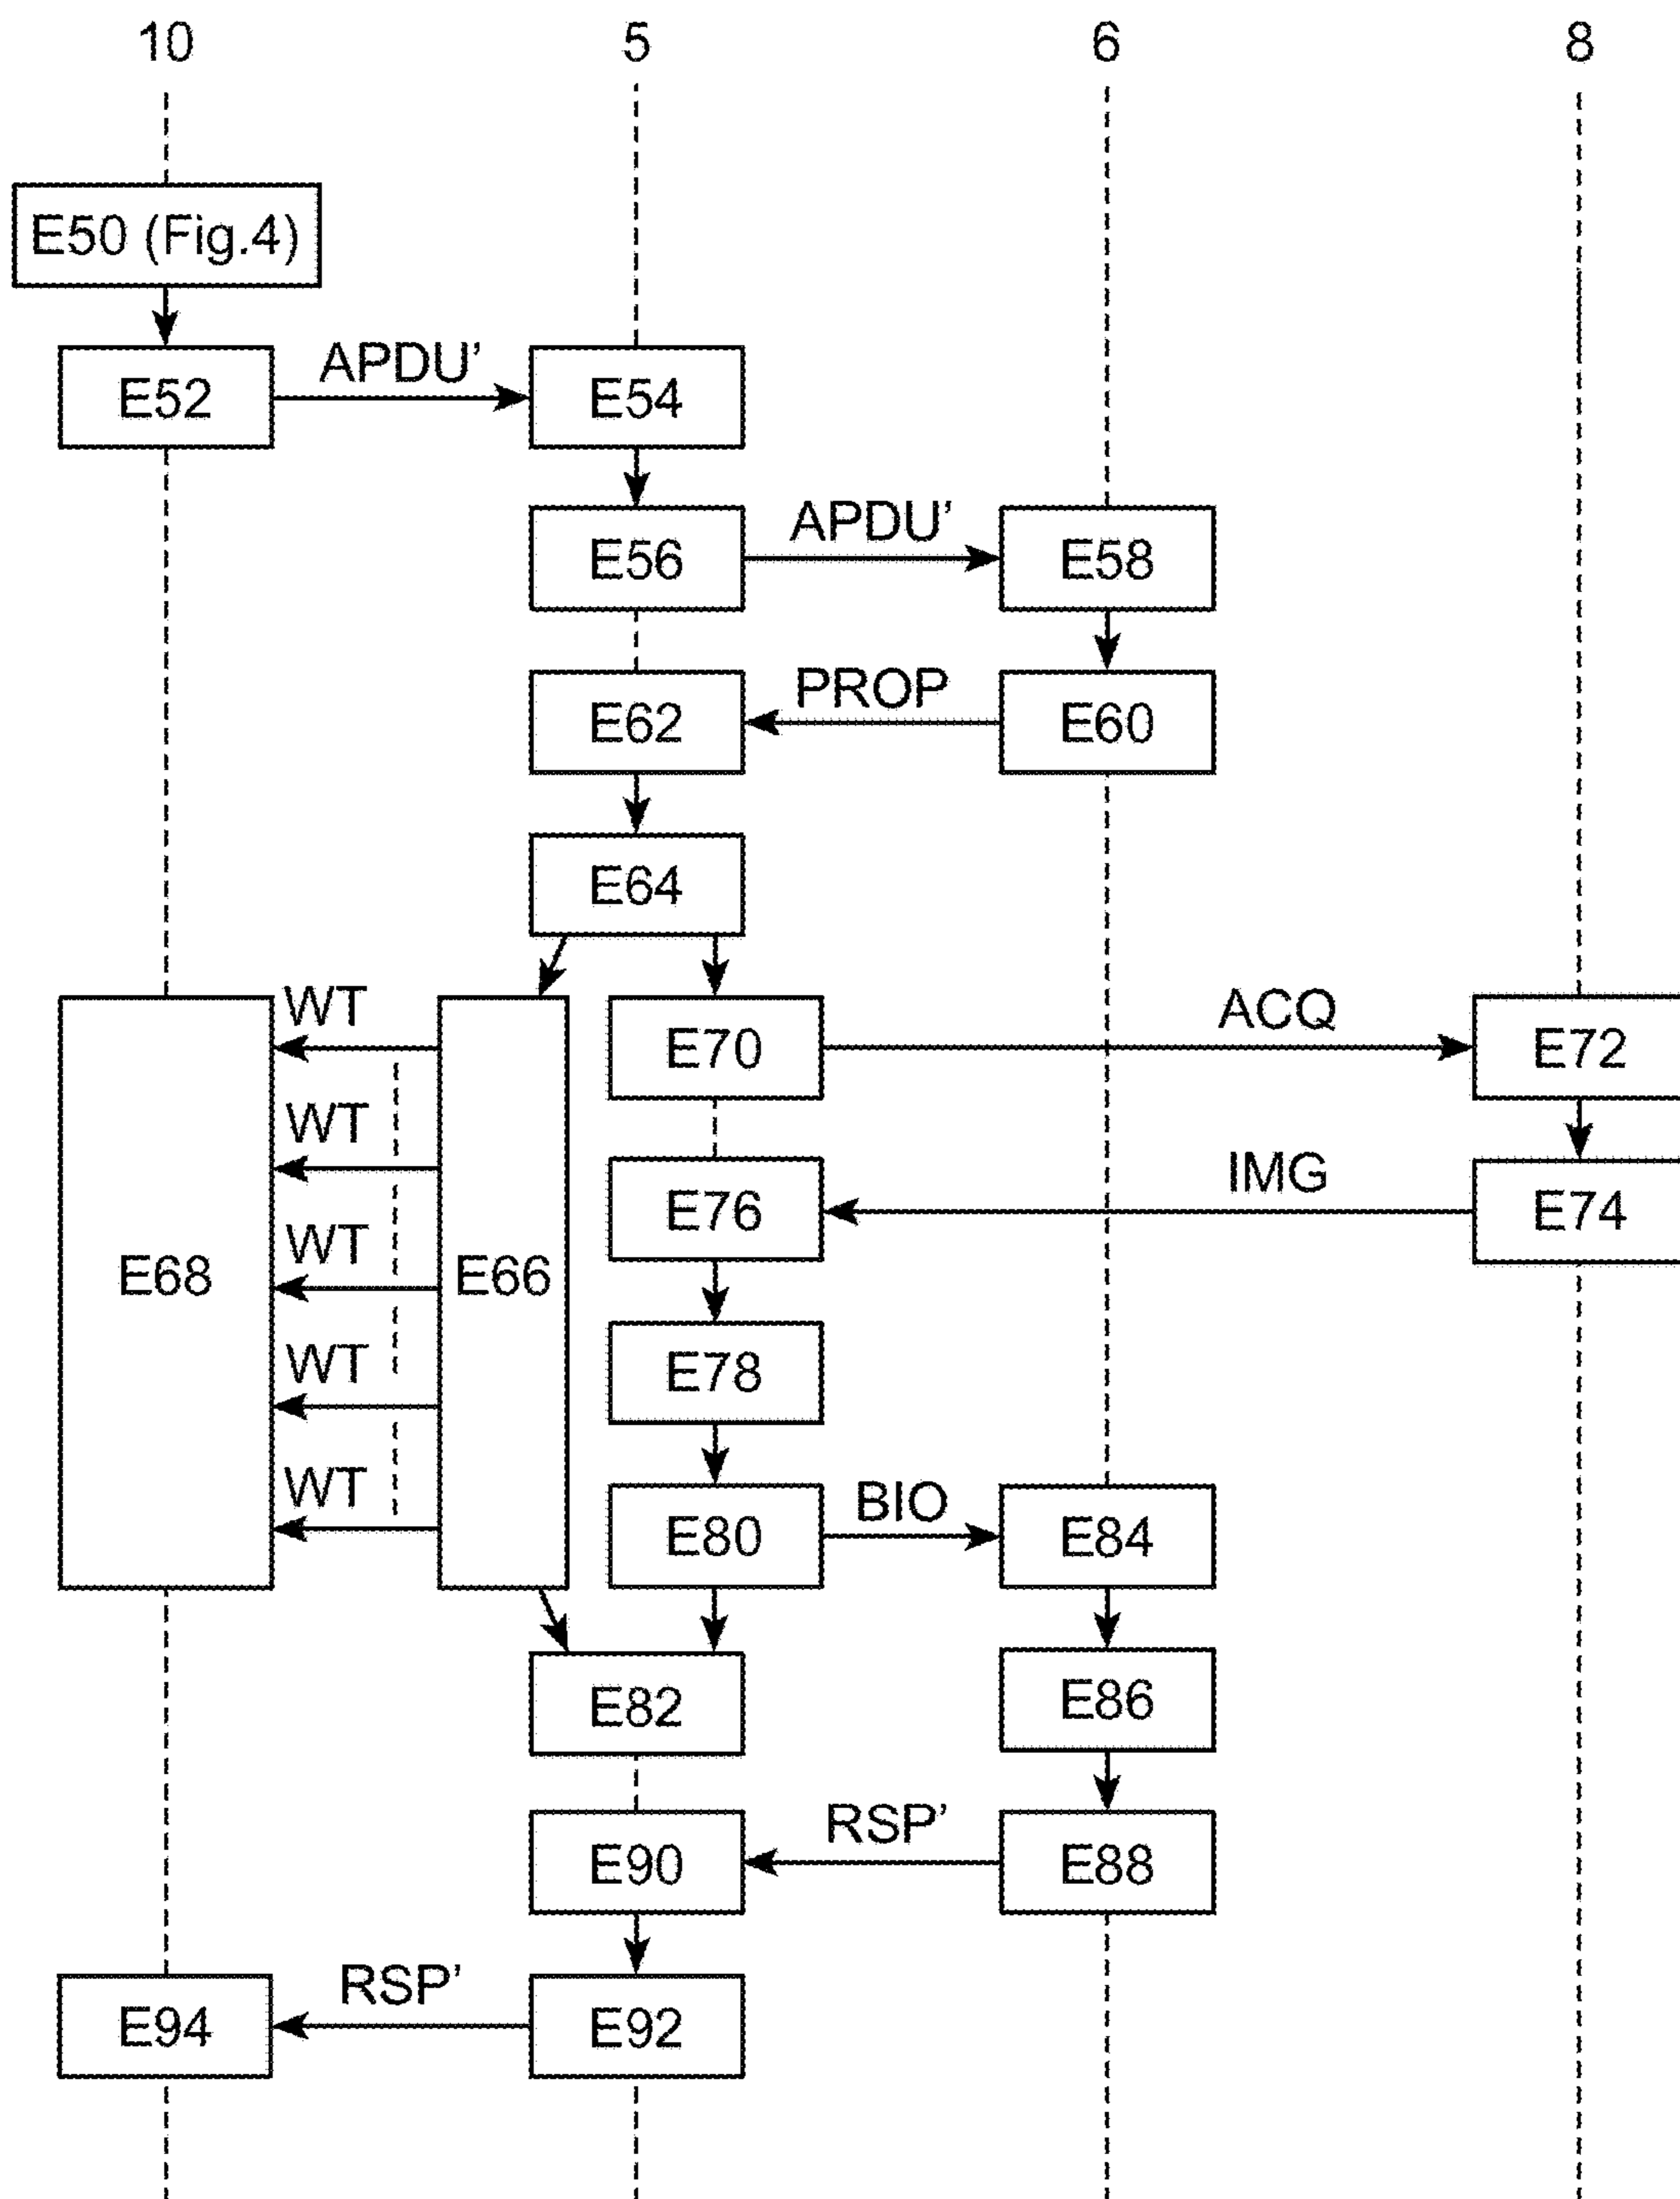 10 5 6 8
E50 (Fig.4)
E52 APDU’ E54
E56 APDU’ E58
E62 PROP E60
E64
WT E70 ACQ E72
WT
E76 IMG E74
WT
E68 E66
WT E78
WT E80 BIO E84
E82 E86
E90 RSP’ E88
E94 RSP’ E92